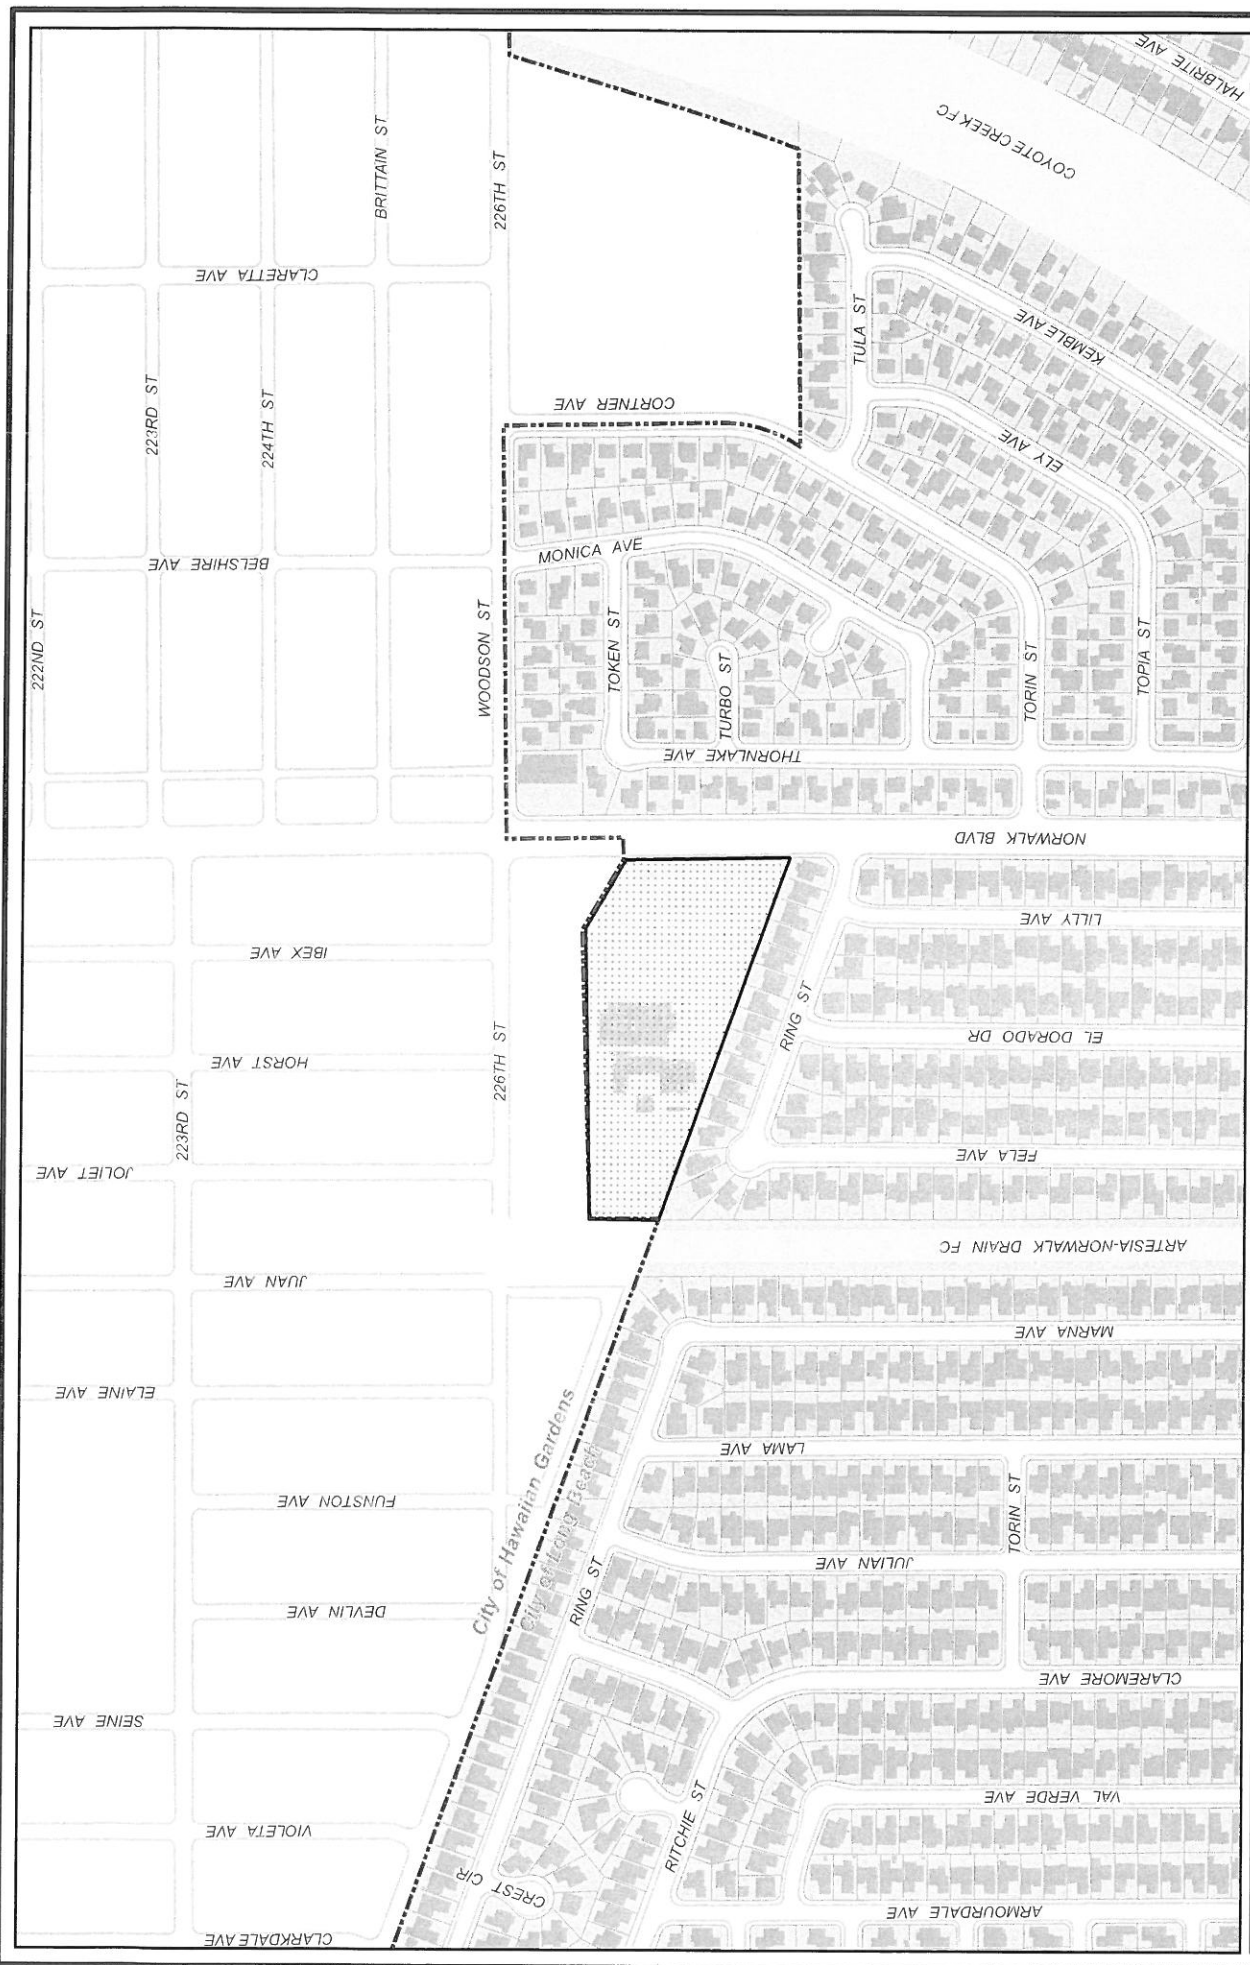 HALBRITE AVE
COYOTE CREEK FC
BRITTAIN ST
226TH ST
CLARETTA AVE
223RD ST
224TH ST
TULA ST
KEMBLE AVE
CORTNER AVE
ELY AVE
MONICA AVE
BELSHIRE AVE
222ND ST
WOODSON ST
TOKEN ST
TURBO ST
TORIN ST
TOPIA ST
THORNLAKE AVE
NORWALK BLVD
LILLY AVE
IBEX AVE
RING ST
EL DORADO DR
HORST AVE
226TH ST
223RD ST
FELA AVE
JOLIET AVE
ARTESIA-NORWALK DRAIN FC
JUAN AVE
MARNA AVE
ELAINE AVE
LAMA AVE
City of Hawaiian Gardens
City of Long Beach
FUNSTON AVE
TORIN ST
JULIAN AVE
RING ST
DEVLIN AVE
CLAREMORE AVE
SEINE AVE
VAL VERDE AVE
RITCHIE ST
VIOLETA AVE
CREST CIR
ARMOURDALE AVE
CLARKDALE AVE